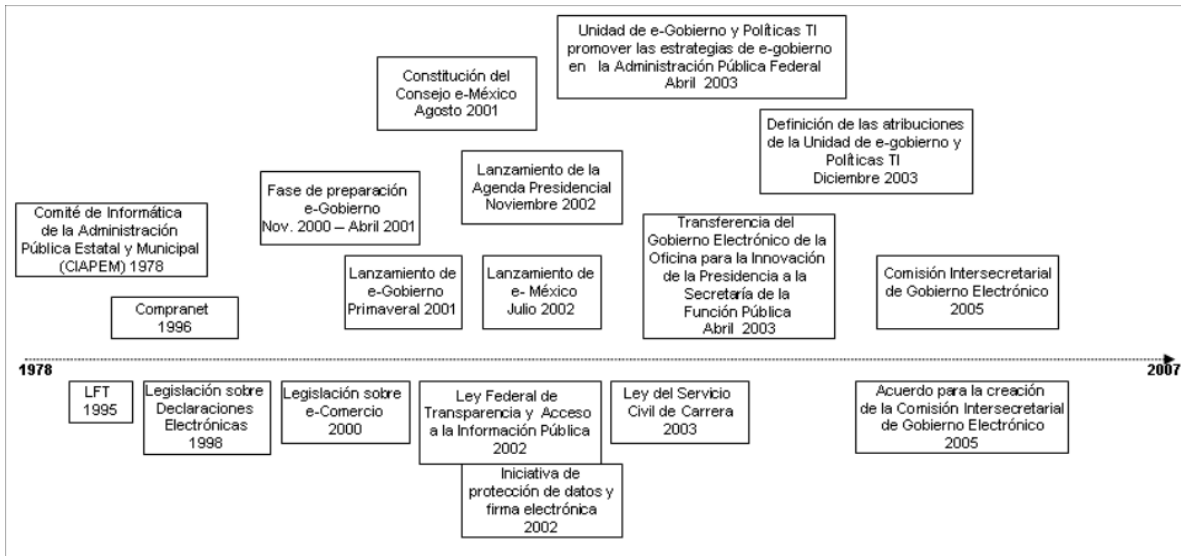 Unidad de e-Gobierno y Políticas TI
promover las estrategias de e-gobierno
en la Administración Pública Federal
Abril 2003
Constitución del
Consejo e-México
Agosto 2001
Definición de las atribuciones
de la Unidad de e-gobierno y
Políticas TI
Diciembre 2003
Lanzamiento de la
Agenda Presidencial
Noviembre 2002
Fase de preparación
e-Gobierno
Nov. 2000 – Abril 2001
Comité de Informática
de la Administración
Pública Estatal y Municipal
(CIAPEM) 1978
Transferencia del
Gobierno Electrónico de la
Oficina para la Innovación
de la Presidencia a la
Secretaría de la
Función Pública
Abril 2003
Lanzamiento de
e-Gobierno
Primaveral 2001
Lanzamiento de
e- México
Julio 2002
Comisión Intersecretarial
de Gobierno Electrónico
2005
Compranet
1996
1978
2007
LFT
1995
Legislación sobre
Declaraciones
Electrónicas
1998
Legislación sobre
e-Comercio
2000
Ley Federal de
Transparencia y Acceso
a la Información Pública
2002
Ley del Servicio
Civil de Carrera
2003
Acuerdo para la creación
de la Comisión Intersecretarial
de Gobierno Electrónico
2005
Iniciativa de
protección de datos y
firma electrónica
2002